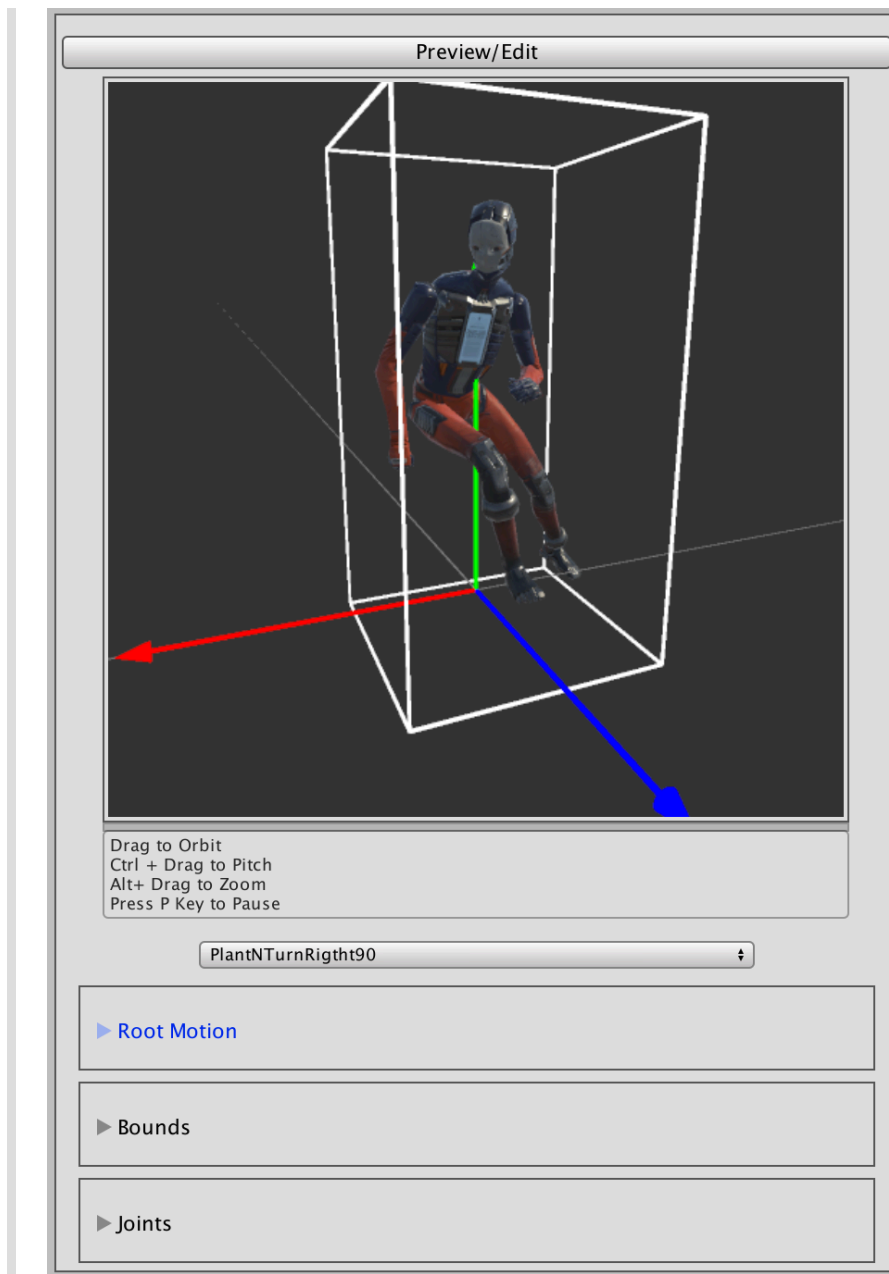 Preview/Edit
Drag to Orbit
Ctrl + Drag to Pitch
Alt+ Drag to Zoom
Press P Key to Pause
PlantNTurnRigtht90
Root Motion
Bounds
Joints